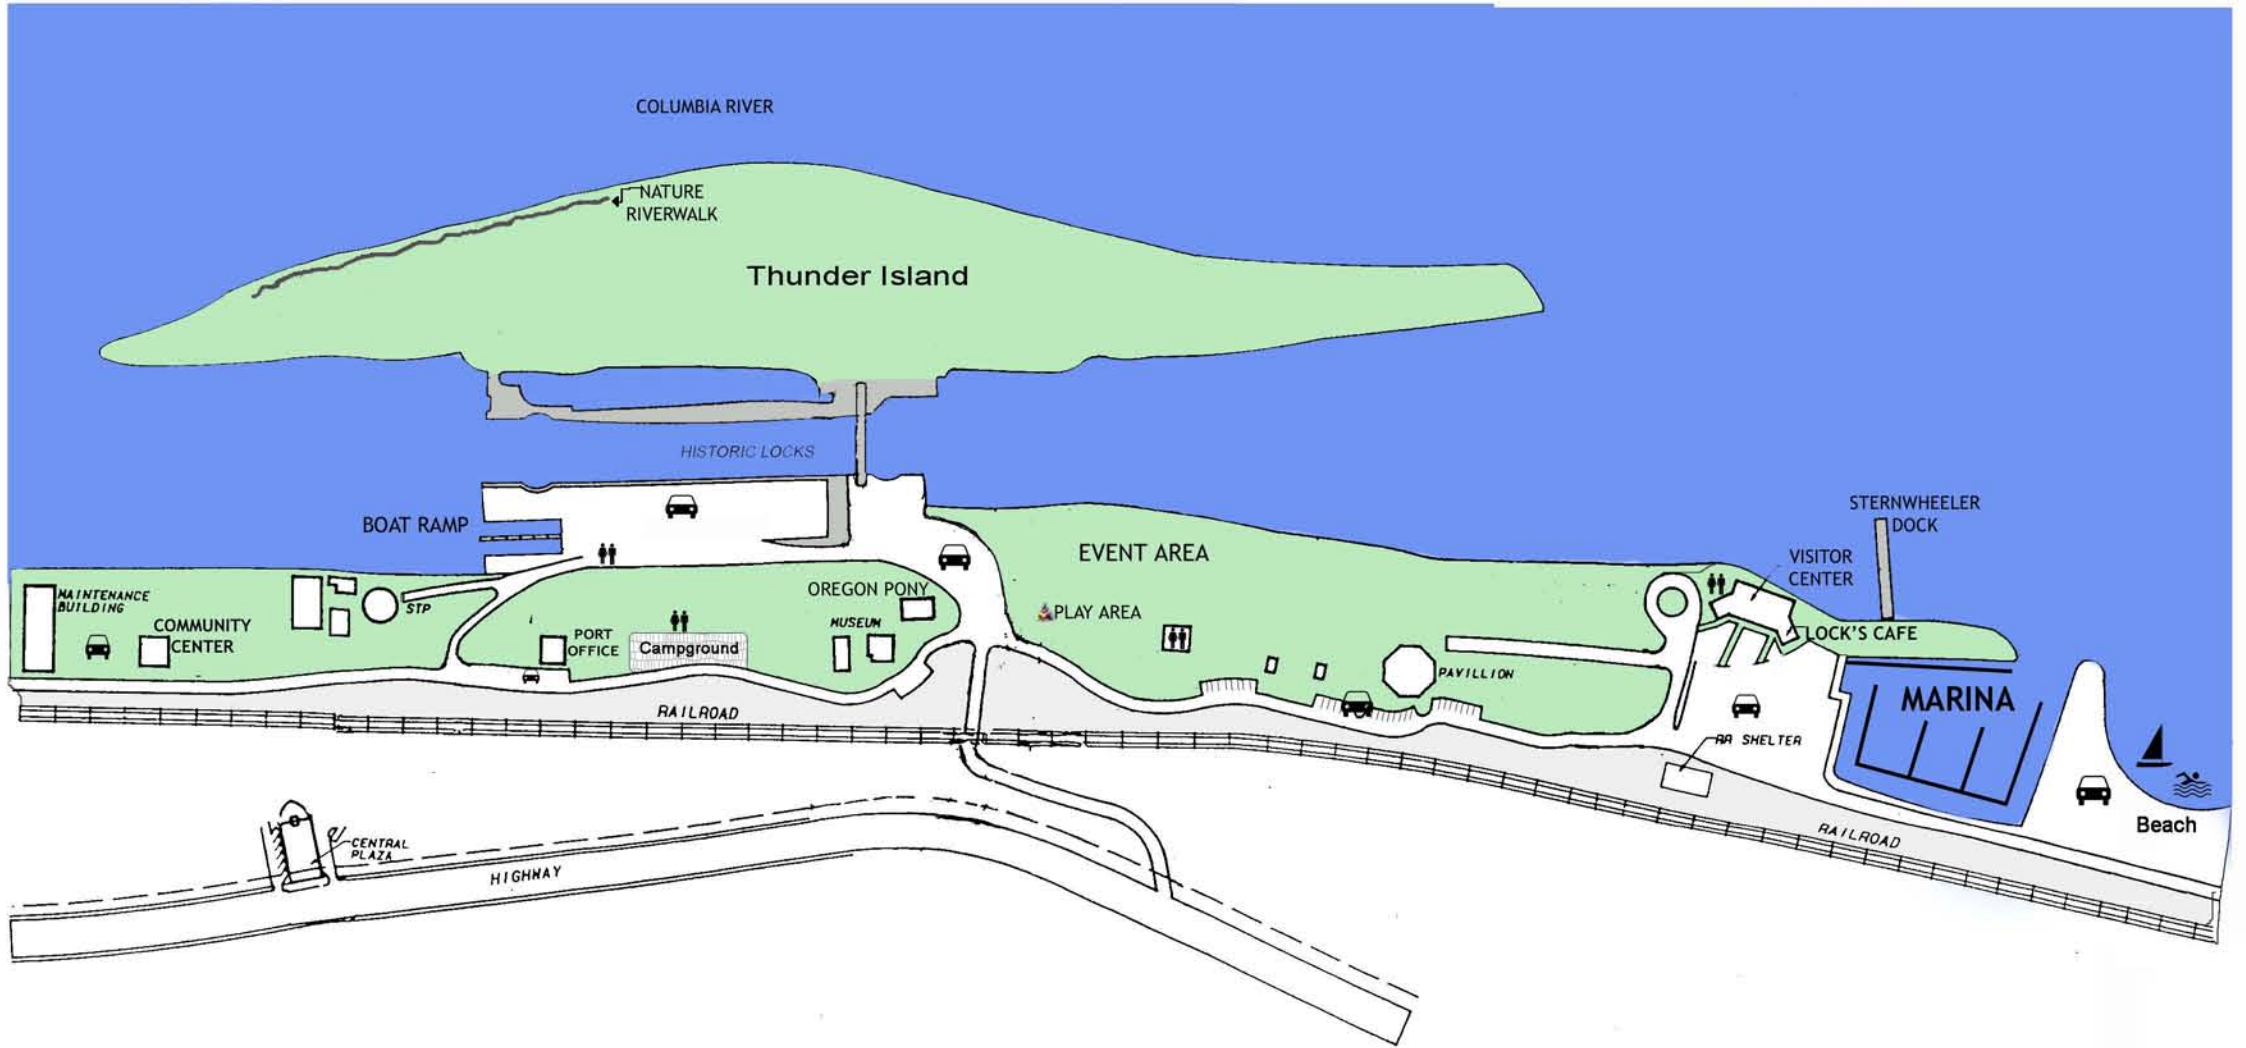 COLUMBIA RIVER
NATURE
RIVERWALK
Thunder Island
HISTORIC LOCKS
BOAT RAMP
STERNWHEELER
DOCK
EVENT AREA
VISITOR
CENTER
OREGON PONY
MAINTENANCE
BUILDING
STP
PLAY AREA
COMMUNITY
CENTER
PORT
OFFICE
MUSEUM
Campground
LOCK'S CAFE
PAVILLION
MARINA
RAILROAD
RR SHELTER
Beach
RAILROAD
CENTRAL
PLAZA
HIGHWAY